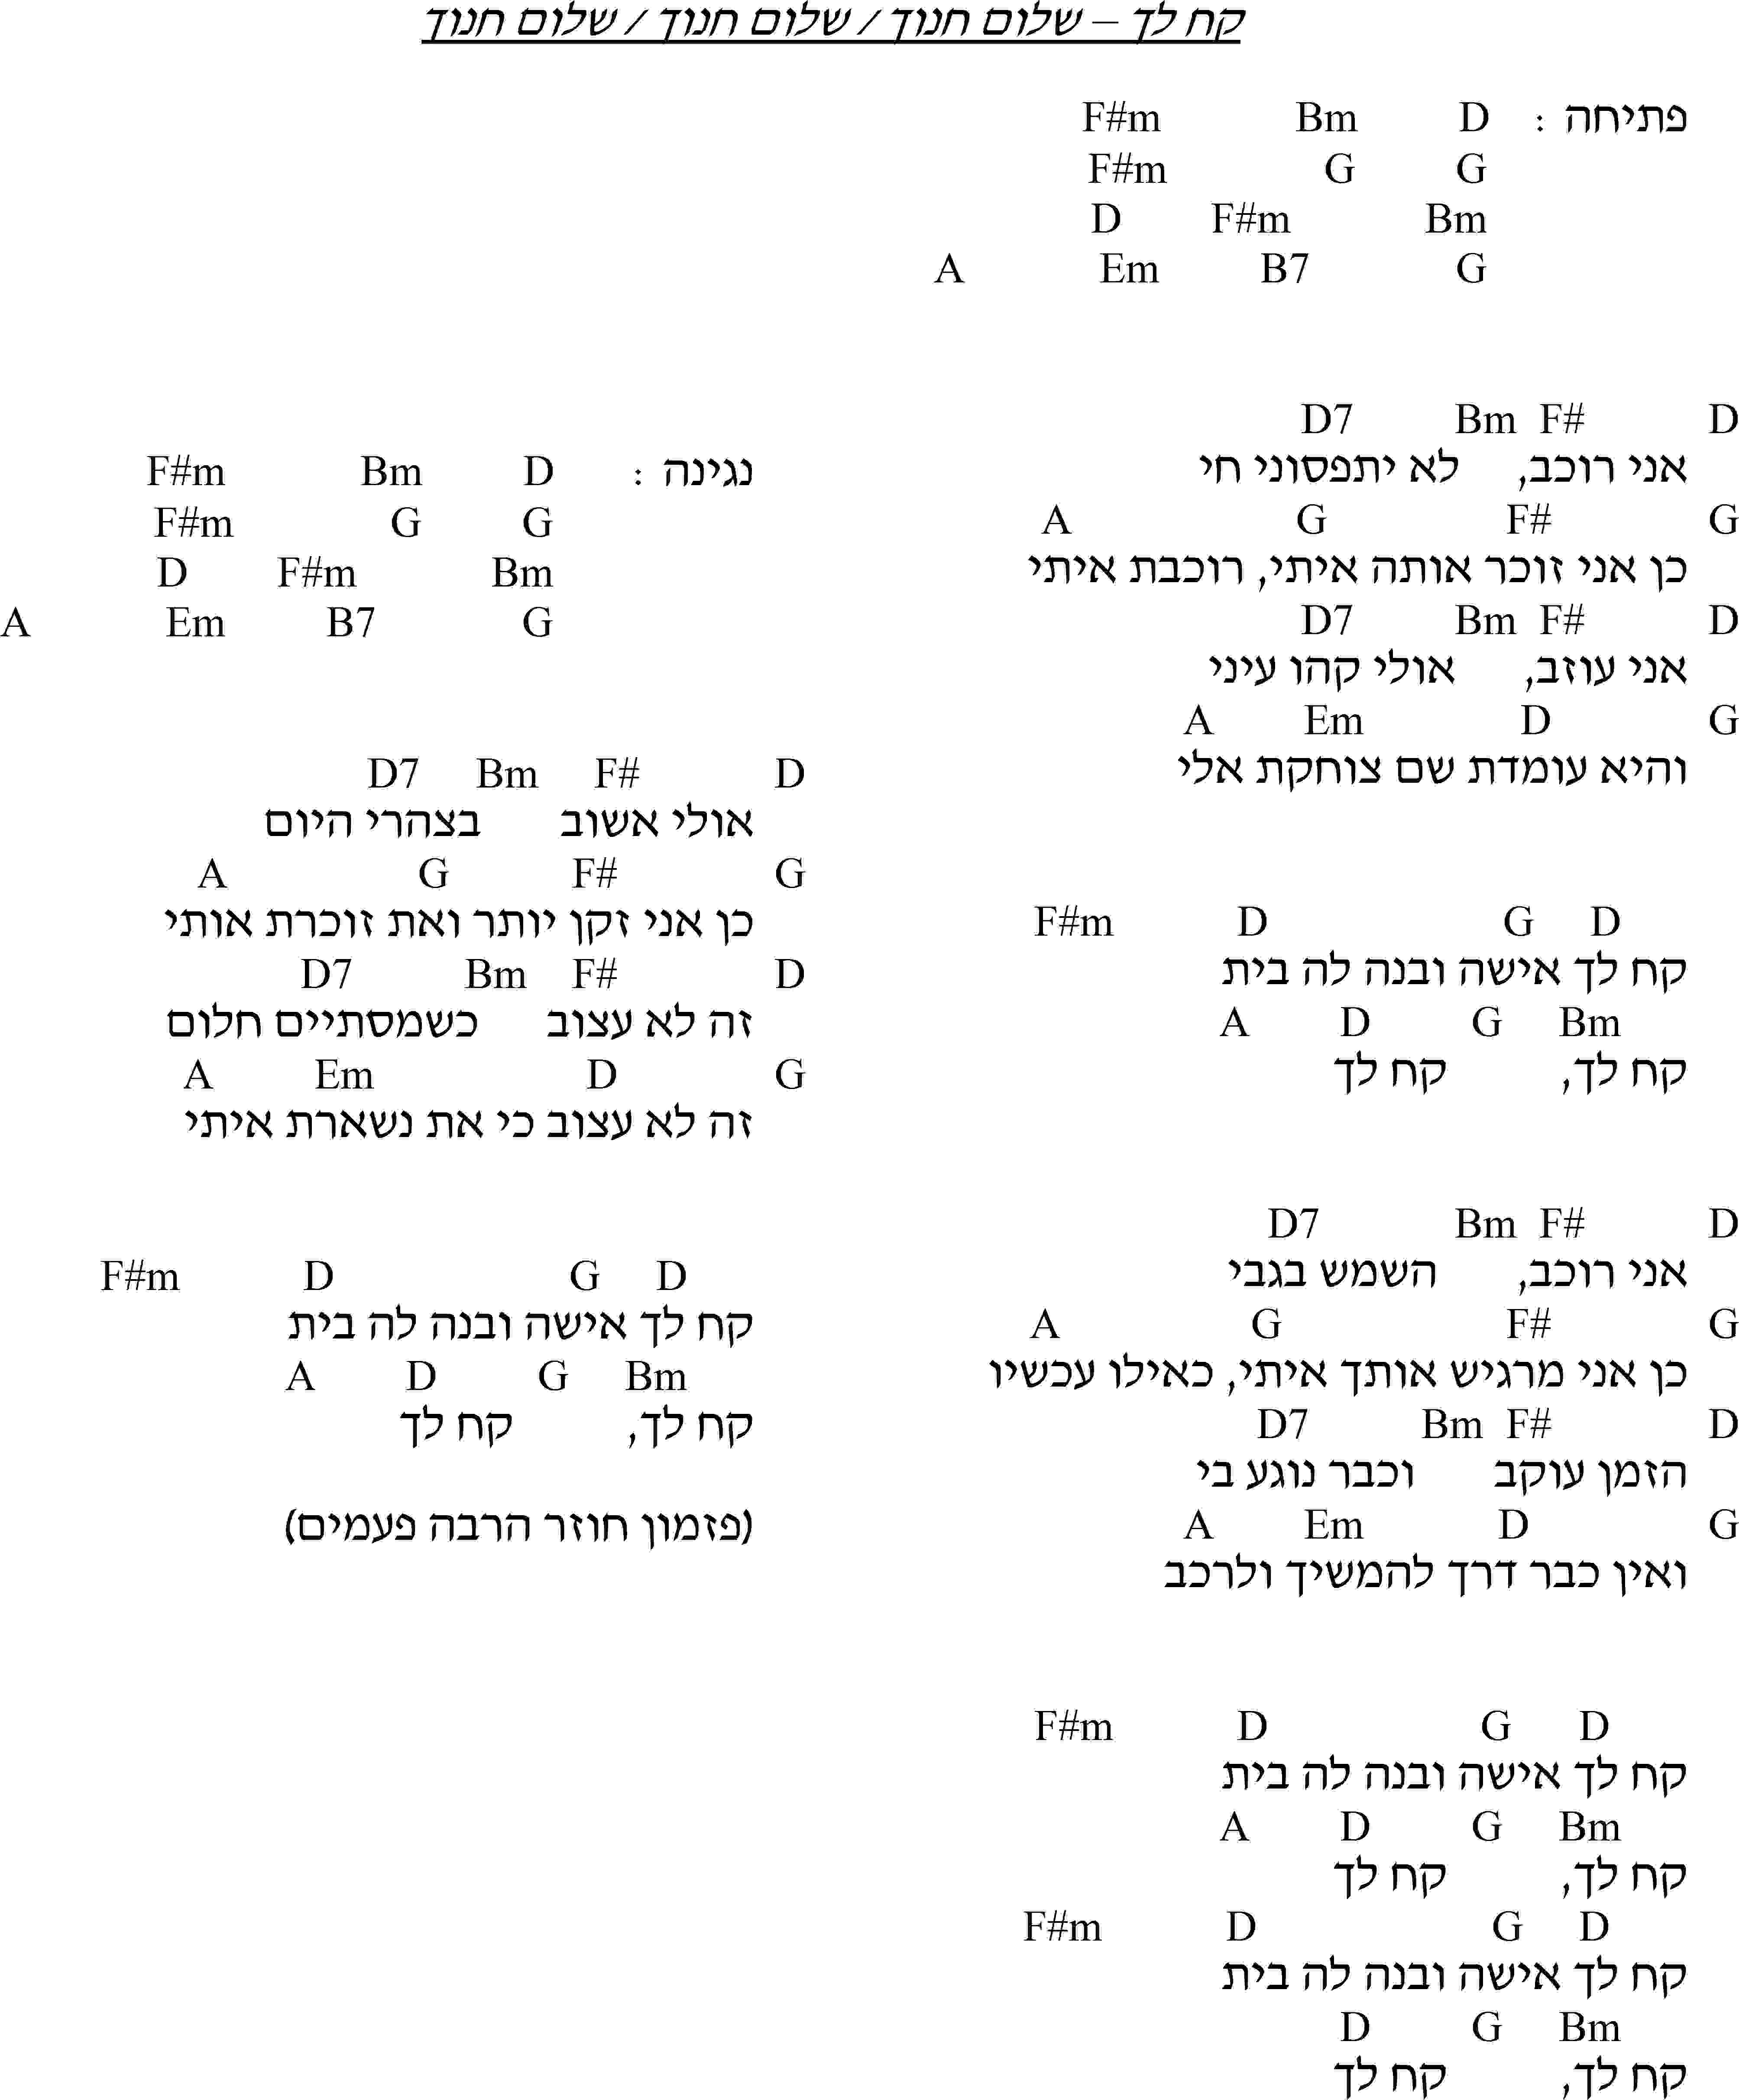 קח לך – שלום חנוך / שלום חנוך / שלום חנוך
פתיחה : D Bm F#m
G G F#m
Bm F#m D
G B7 Em A
D F# Bm D7
אני רוכב, לא יתפסוני חי
G F# G A
כן אני זוכר אותה איתי, רוכבת איתי
D F# Bm D7
אני עוזב, אולי קהו עיני
G D Em A
והיא עומדת שם צוחקת אלי
D G D F#m
קח לך אישה ובנה לה בית
Bm G D A
קח לך, קח לך
D F# Bm D7
אני רוכב, השמש בגבי
G F# G A
כן אני מרגיש אותך איתי, כאילו עכשיו
D F# Bm D7
הזמן עוקב וכבר נוגע בי
G D Em A
ואין כבר דרך להמשיך ולרכב
D G D F#m
קח לך אישה ובנה לה בית
Bm G D A
קח לך, קח לך
D G D F#m
קח לך אישה ובנה לה בית
Bm G D
קח לך, קח לך
נגינה : D Bm F#m
G G F#m
Bm F#m D
G B7 Em A
D F# Bm D7
אולי אשוב בצהרי היום
G F# G A
כן אני זקן יותר ואת זוכרת אותי
D F# Bm D7
זה לא עצוב כשמסתיים חלום
G D Em A
זה לא עצוב כי את נשארת איתי
D G D F#m
קח לך אישה ובנה לה בית
Bm G D A
קח לך, קח לך
(פזמון חוזר הרבה פעמים)